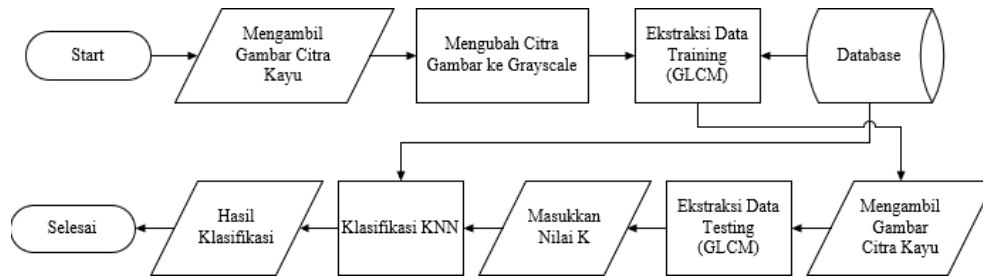 Start
Mengambil
Gambar Citra
Kayu
Mengubah Citra
Gambar ke Grayscale
Ekstraksi Data
Training
(GLCM)
Database
Selesai
Hasil
Klasifikasi
Klasifikasi KNN
Masukkan
Nilai K
Ekstraksi Data
Testing
(GLCM)
Mengambil
Gambar
Citra Kayu